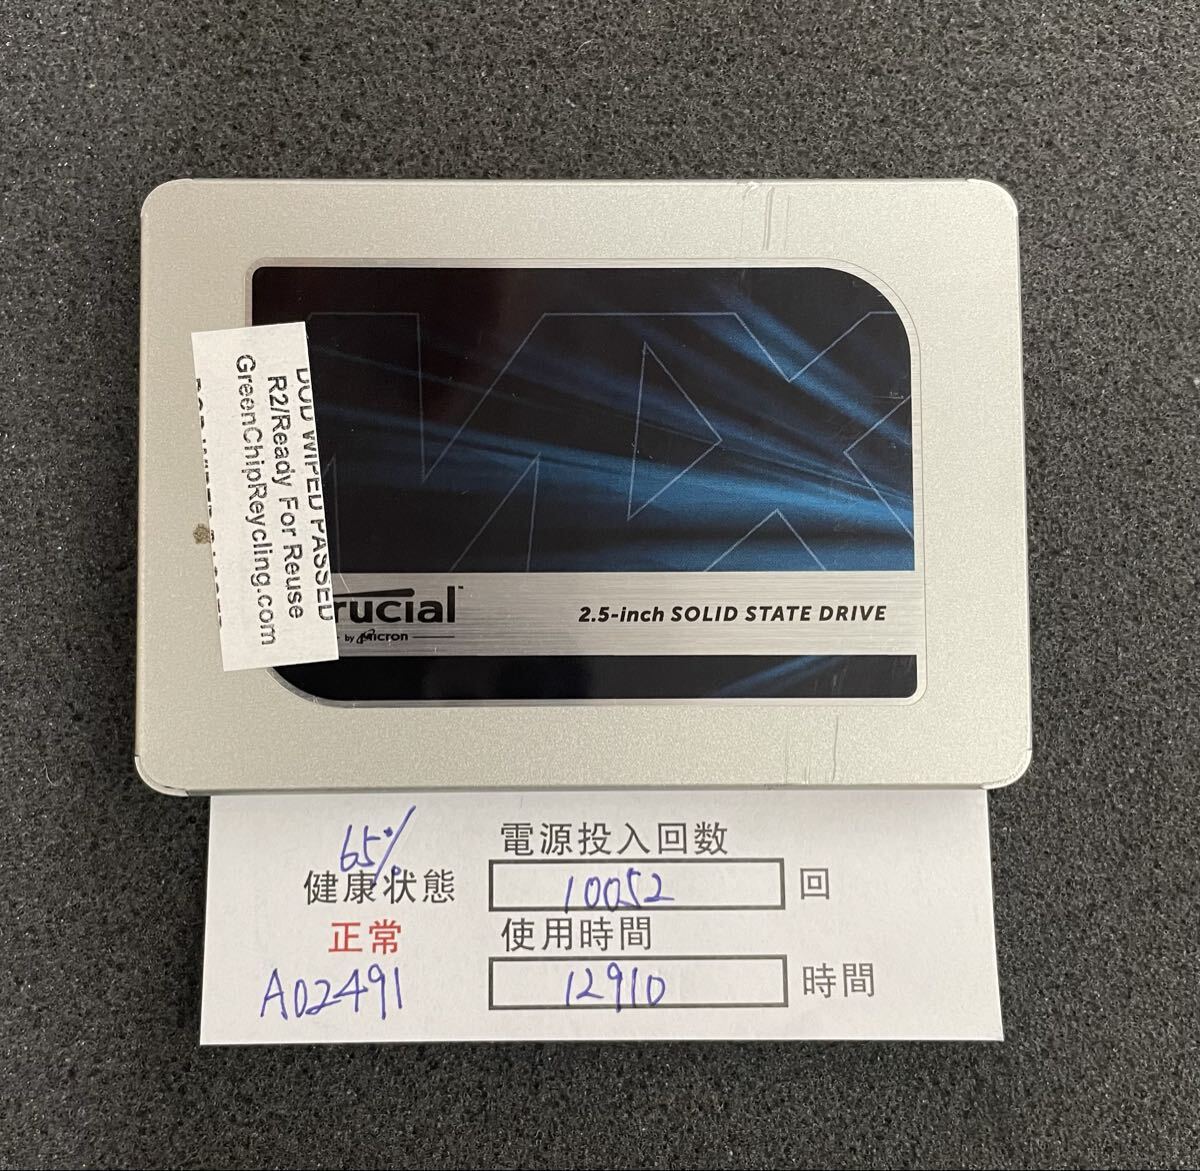 DOD WIPED PASSED
R2/Ready For Reuse
GreenChipReycling.com
rucial
by Micron
2.5-inch SOLID STATE DRIVE
65%
健康状態
正常
A02491
電源投入回数
10052 回
使用時間
12910 時間